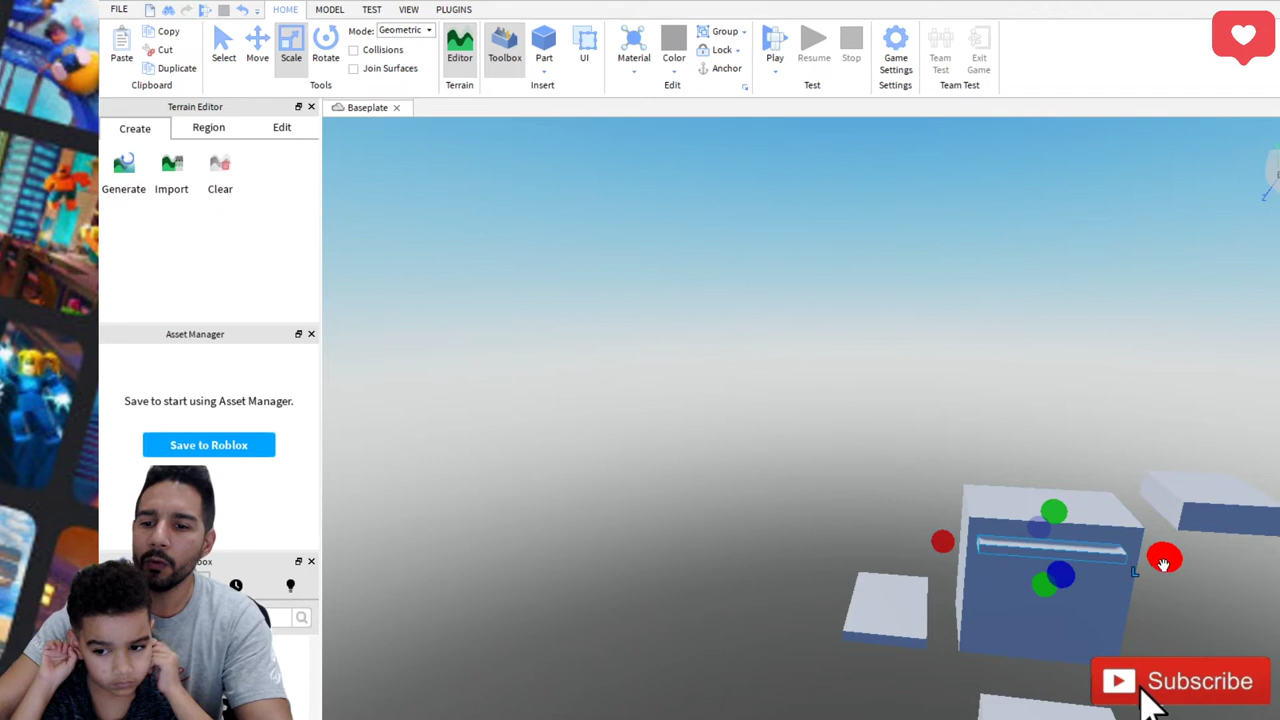 FILE HOME MODEL TEST VIEW PLUGINS
Copy
Cut
Duplicate
Paste
Clipboard
Select Move Scale Rotate
Mode: Geometric
Collisions
Join Surfaces
Tools
Editor
Terrain
Toolbox Part UI
Insert
Material Color
Group
Lock
Anchor
Edit
Play Resume Stop
Test
Game
Settings
Settings
Team
Test
Exit
Game
Team Test
Terrain Editor
Baseplate
Create Region Edit
Generate Import Clear
Asset Manager
Save to start using Asset Manager.
Save to Roblox
Z
L
Subscribe